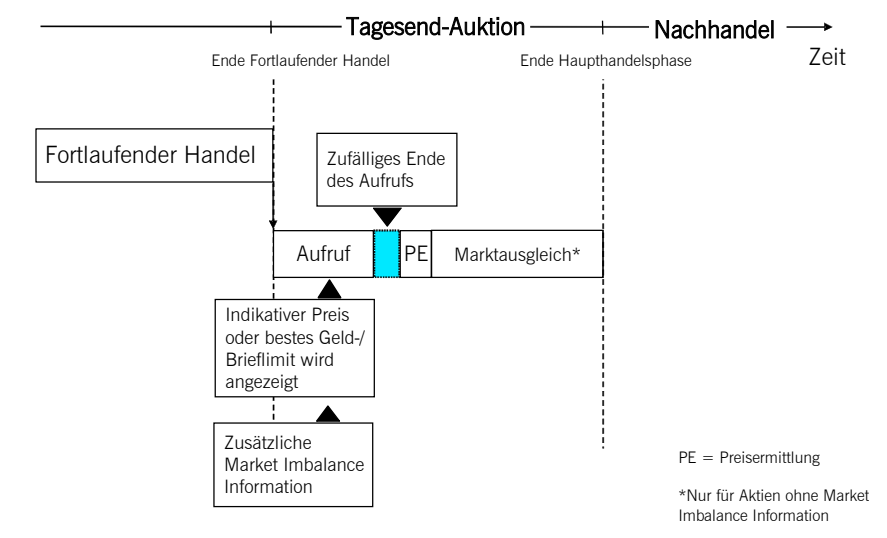 Tagesend-Auktion
Nachhandel
Zeit
Ende Fortlaufender Handel
Ende Haupthandelsphase
Fortlaufender Handel
Zufälliges Ende
des Aufrufs
Aufruf
PE
Marktausgleich*
Indikativer Preis
oder bestes Geld-/
Brieflimit wird
angezeigt
Zusätzliche
Market Imbalance
Information
PE = Preisermittlung
*Nur für Aktien ohne Market
Imbalance Information